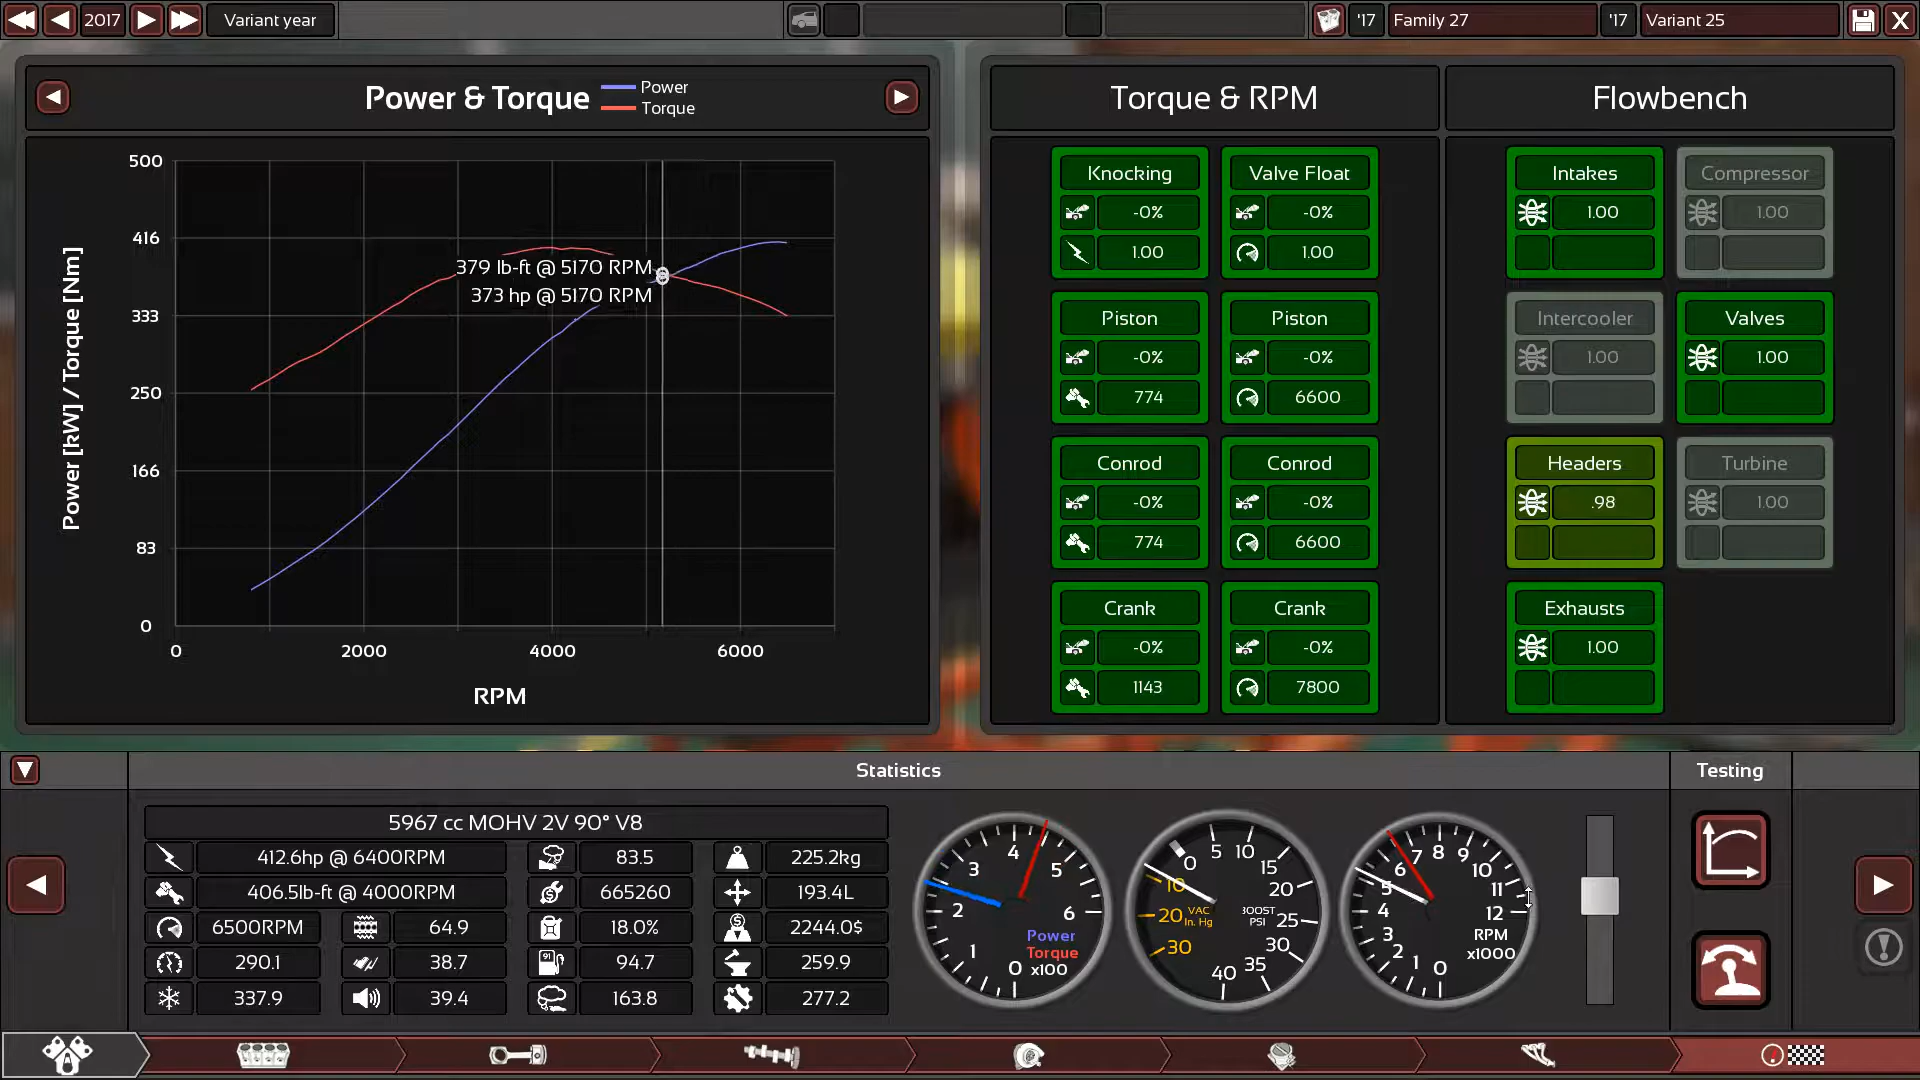 2017 Variant year '17 Family 27 '17 Variant 25
Power & Torque
Power
Torque
Torque & RPM
Flowbench
500
416
333
250
166
83
0
Power [kW] / Torque [Nm]
0 2000 4000 6000
RPM
379 lb-ft @ 5170 RPM
373 hp @ 5170 RPM
Knocking
-0%
1.00
Valve Float
-0%
1.00
Piston
-0%
774
Piston
-0%
6600
Conrod
-0%
774
Conrod
-0%
6600
Crank
-0%
1143
Crank
-0%
7800
Intakes
1.00
Compressor
1.00
Intercooler
1.00
Valves
1.00
Headers
.98
Turbine
1.00
Exhausts
1.00
Statistics
Testing
5967 cc MOHV 2V 90° V8
412.6hp @ 6400RPM 83.5 225.2kg
406.5lb-ft @ 4000RPM 665260 193.4L
6500RPM 64.9 18.0% 2244.0$
290.1 38.7 91 94.7 259.9
337.9 39.4 163.8 277.2
0 1 2 3 4 5 6
Power
Torque
x100
0 5 10 15 20 25 30 35 40
10 20 30
VAC
In. Hg
BOOST
PSI
0 1 2 3 4 5 6 7 8 9 10 11 12
RPM
x1000